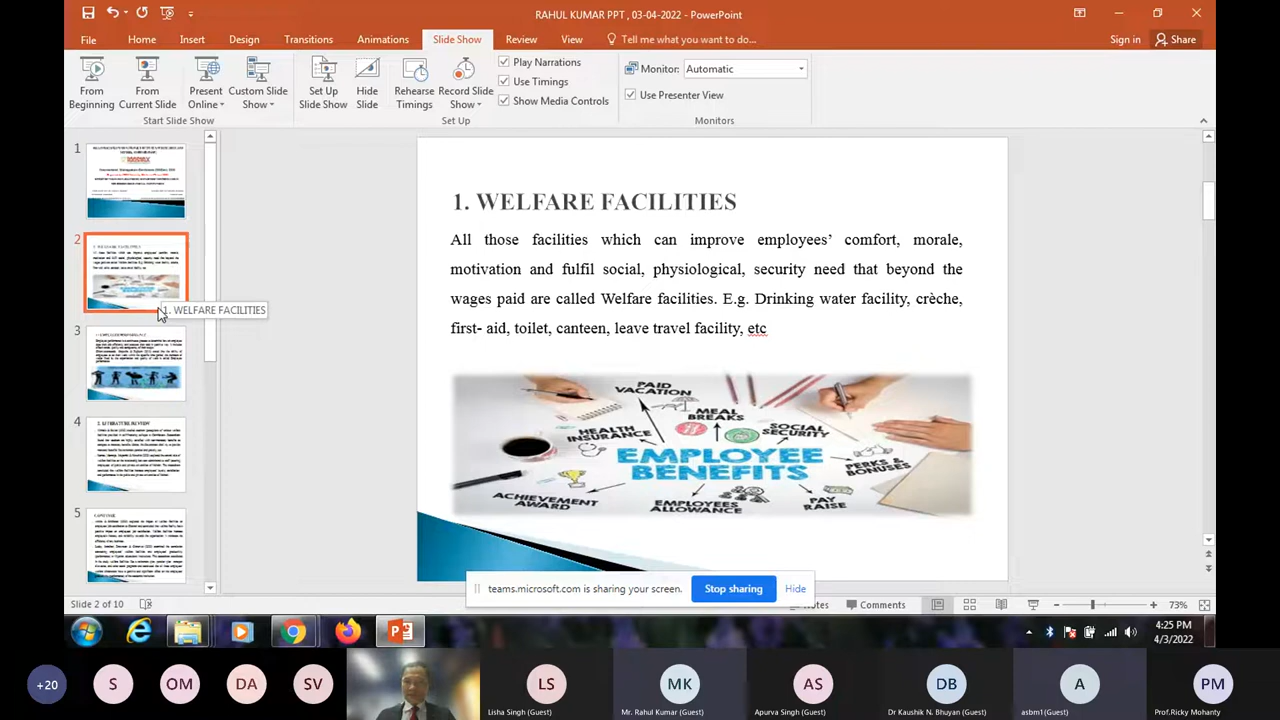 RAHUL KUMAR PPT , 03-04-2022 - PowerPoint
File Home Insert Design Transitions Animations Slide Show Review View Tell me what you want to do... Sign in Share
From Beginning
From Current Slide
Present Online
Custom Slide Show
Set Up Slide Show
Hide Slide
Rehearse Timings
Record Slide Show
Play Narrations
Use Timings
Show Media Controls
Monitor: Automatic
Use Presenter View
Start Slide Show Set Up Monitors
1
2
1. WELFARE FACILITIES
3
4
2. LITERATURE REVIEW
5
1. WELFARE FACILITIES
All those facilities which can improve employees’ comfort, morale,
motivation and fulfil social, physiological, security need that beyond the
wages paid are called Welfare facilities. E.g. Drinking water facility, crèche,
first- aid, toilet, canteen, leave travel facility, etc
PAID VACATION
MEAL BREAKS
HEALTH INSURANCE
SOCIAL SECURITY
EMPLOYEE BENEFITS
PERKS BONUSES
ACHIEVEMENT AWARD
EMPLOYEES ALLOWANCE
PAY RAISE
teams.microsoft.com is sharing your screen. Stop sharing Hide
Slide 2 of 10 Comments 73%
4:25 PM
4/3/2022
+20 S OM DA SV LS MK AS DB A PM
Lisha Singh (Guest) Mr. Rahul Kumar (Guest) Apurva Singh (Guest) Dr Kaushik N. Bhuyan (Guest) asbm1(Guest) Prof.Ricky Mohanty